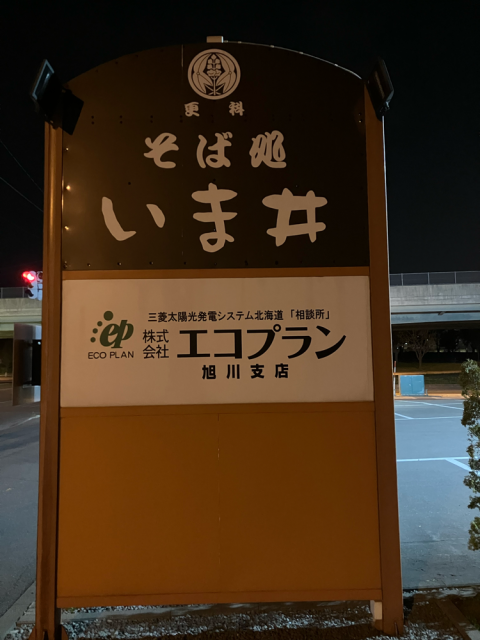 更科
そば処
いま井
三菱太陽光発電システム北海道「相談所」
ep
ECO PLAN
株式会社 エコプラン
旭川支店